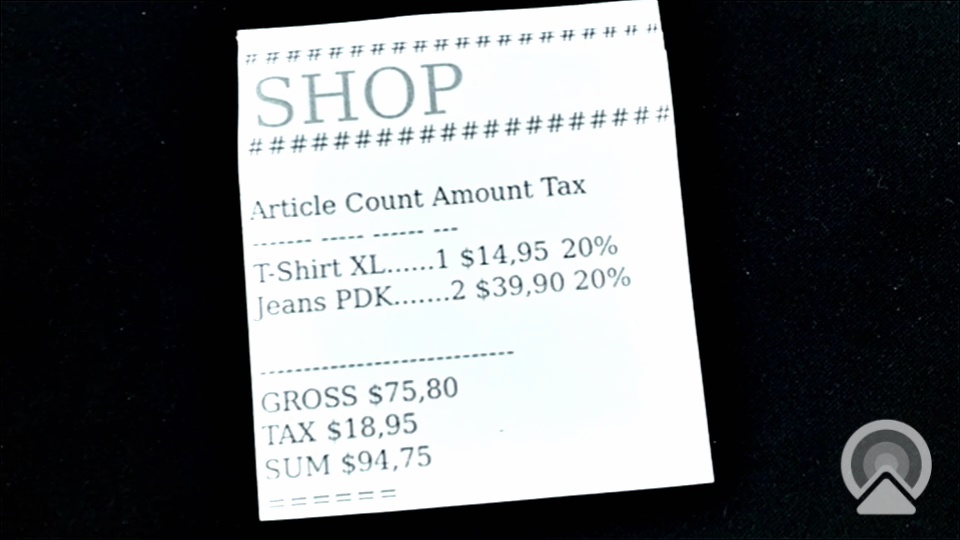 # # # # # # # # # # # # # # # # # # # #
SHOP
# # # # # # # # # # # # # # # # # # # #
Article Count Amount Tax
------- ----- ------ ---
T-Shirt XL......1 $14,95 20%
Jeans PDK.......2 $39,90 20%
----------------------------
GROSS $75,80
TAX $18,95
SUM $94,75
= = = = = =